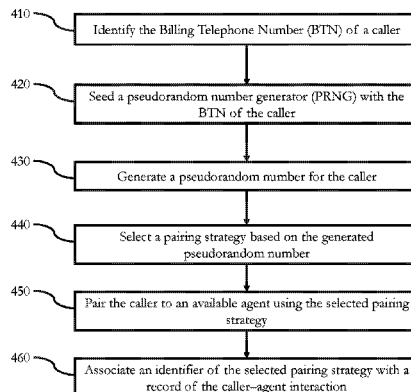 410
Identify the Billing Telephone Number (BTN) of a caller
420
Seed a pseudorandom number generator (PRNG) with the
BTN of the caller
430
Generate a pseudorandom number for the caller
440
Select a pairing strategy based on the generated
pseudorandom number
450
Pair the caller to an available agent using the selected pairing
strategy
460
Associate an identifier of the selected pairing strategy with a
record of the caller–agent interaction